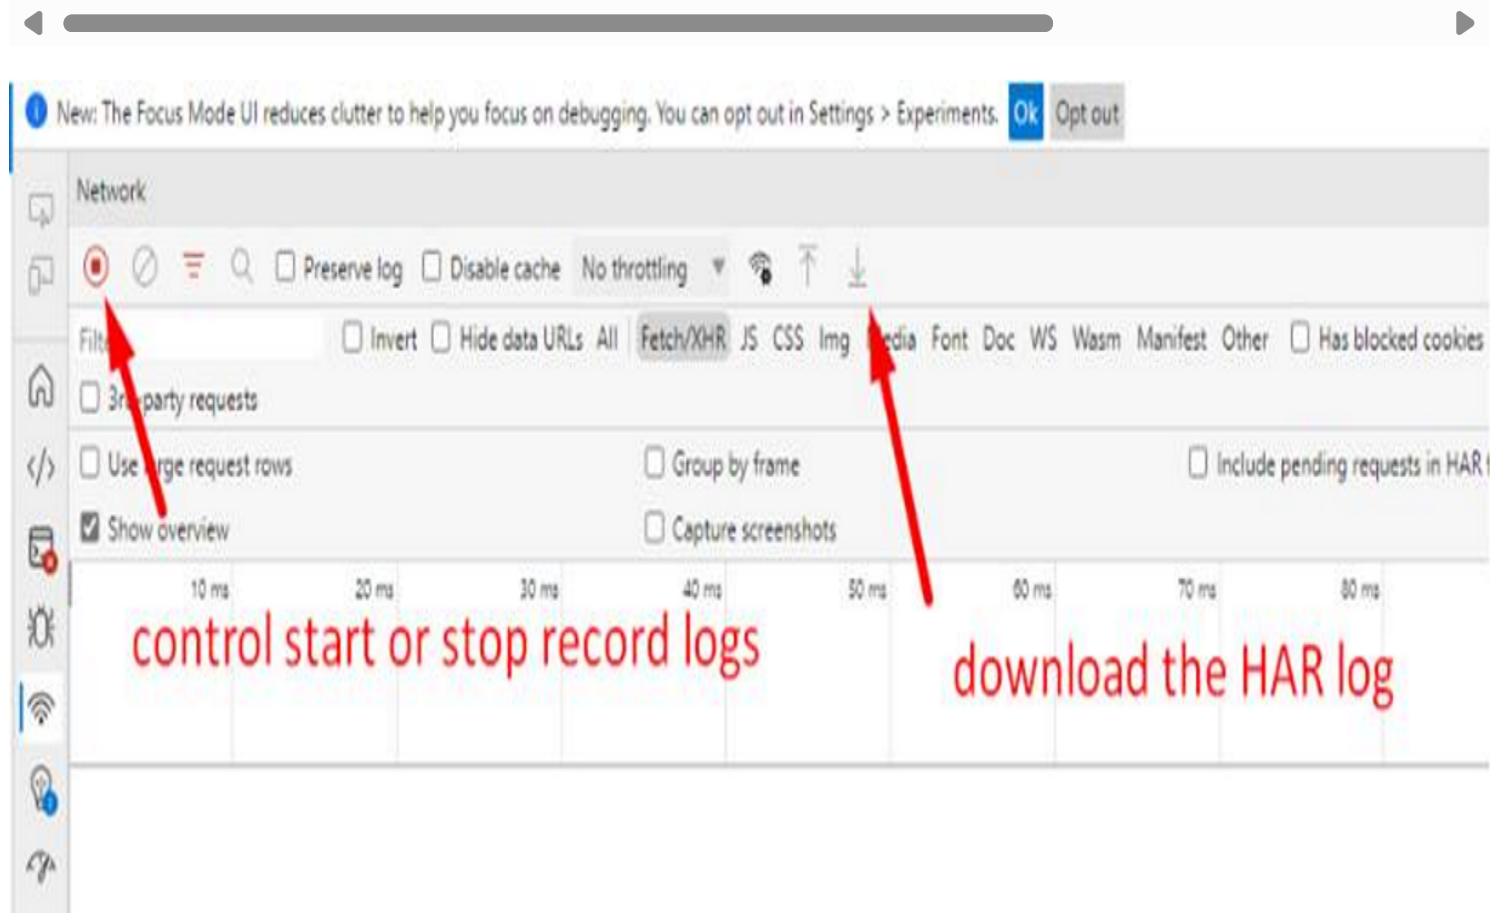 New: The Focus Mode UI reduces clutter to help you focus on debugging. You can opt out in Settings > Experiments. Ok Opt out
Network
Preserve log Disable cache No throttling
Invert Hide data URLs All Fetch/XHR JS CSS Img Media Font Doc WS Wasm Manifest Other Has blocked cookies
party requests
Use request rows Group by frame Include pending requests in HAR
Show overview Capture screenshots
10 ms 20 ms 30 ms 40 ms 50 ms 60 ms 70 ms 80 ms
control start or stop record logs
download the HAR log